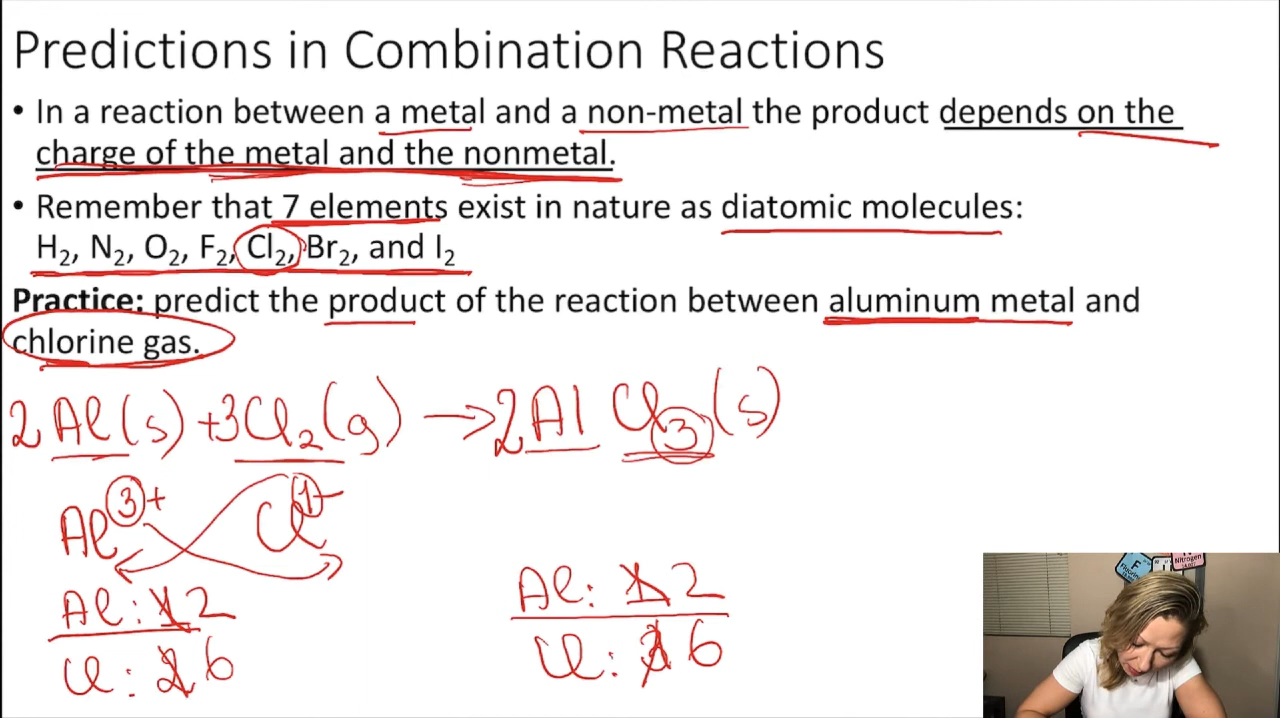 Predictions in Combination Reactions
• In a reaction between a metal and a non-metal the product depends on the
charge of the metal and the nonmetal.
• Remember that 7 elements exist in nature as diatomic molecules:
H₂, N₂, O₂, F₂, Cl₂, Br₂, and I₂
Practice: predict the product of the reaction between aluminum metal and
chlorine gas.
2Al(s) + 3Cl₂(g) → 2AlCl₃(s)
Al³⁺ Cl¹⁻
Al: 1 2 Al: 1 2
Cl: 2 6 Cl: 3 6
F
Nitrogen